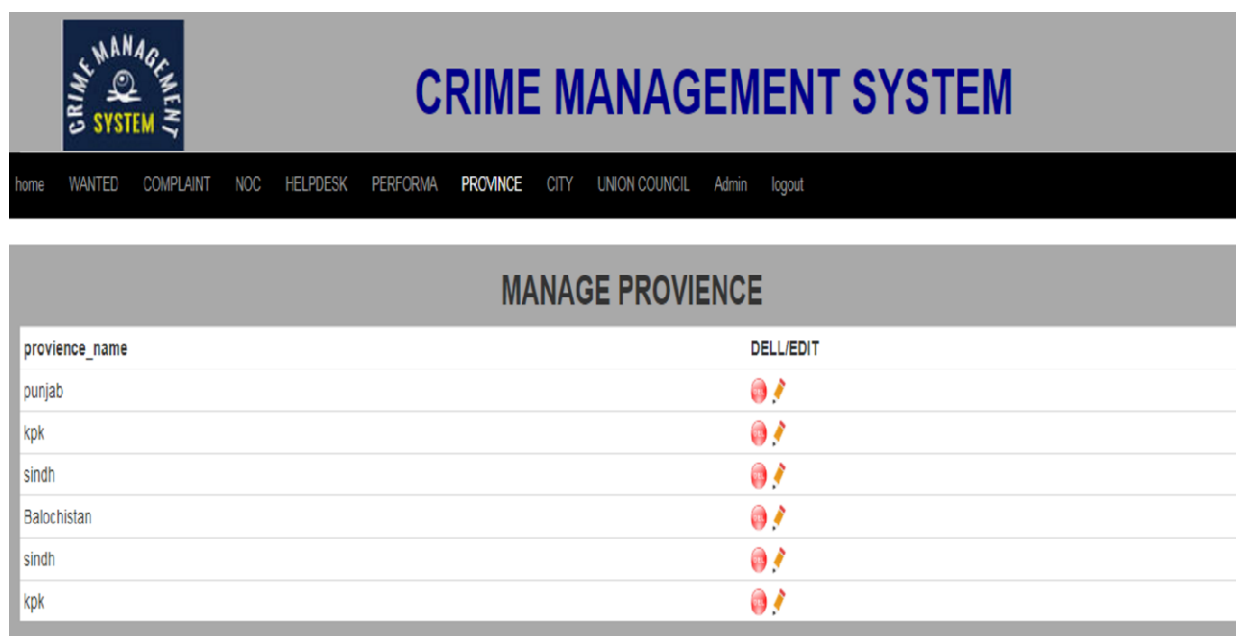 CRIME MANAGEMENT
SYSTEM
CRIME MANAGEMENT SYSTEM
home WANTED COMPLAINT NOC HELPDESK PERFORMA PROVINCE CITY UNION COUNCIL Admin logout
MANAGE PROVIENCE
provience_name DELL/EDIT
punjab
kpk
sindh
Balochistan
sindh
kpk